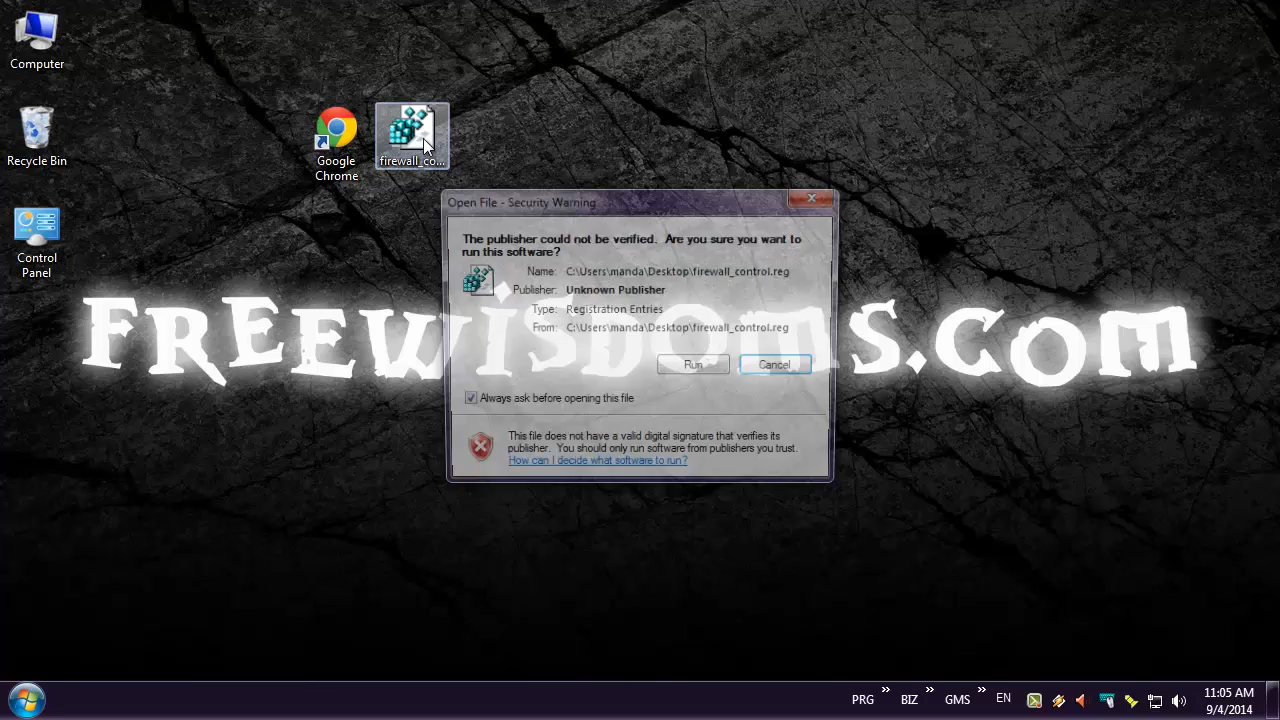 Computer
Recycle Bin
Control
Panel
Google
Chrome
firewall_co...
Open File - Security Warning
The publisher could not be verified. Are you sure you want to
run this software?
Name: C:\Users\manda\Desktop\firewall_control.reg
Publisher: Unknown Publisher
Type: Registration Entries
From: C:\Users\manda\Desktop\firewall_control.reg
Run
Cancel
Always ask before opening this file
This file does not have a valid digital signature that verifies its
publisher. You should only run software from publishers you trust.
How can I decide what software to run?
FREEWISDOMS.COM
PRG
BIZ
GMS
EN
11:05 AM
9/4/2014